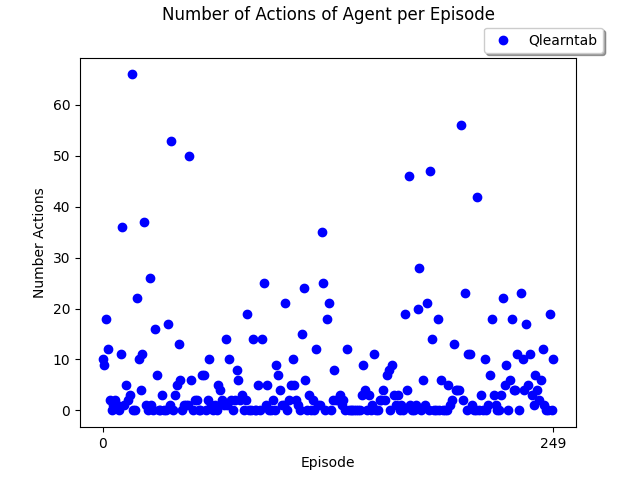 Number of Actions of Agent per Episode
Qlearntab
60
50
40
30
20
10
0
Number Actions
0
249
Episode